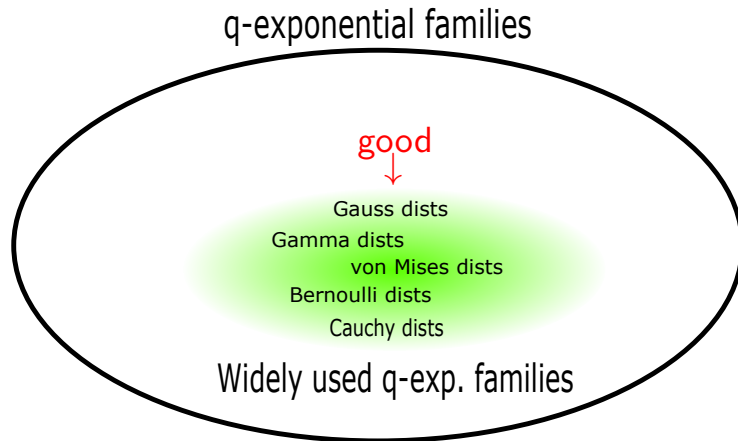 q-exponential families
good
Gauss dists
Gamma dists
von Mises dists
Bernoulli dists
Cauchy dists
Widely used q-exp. families